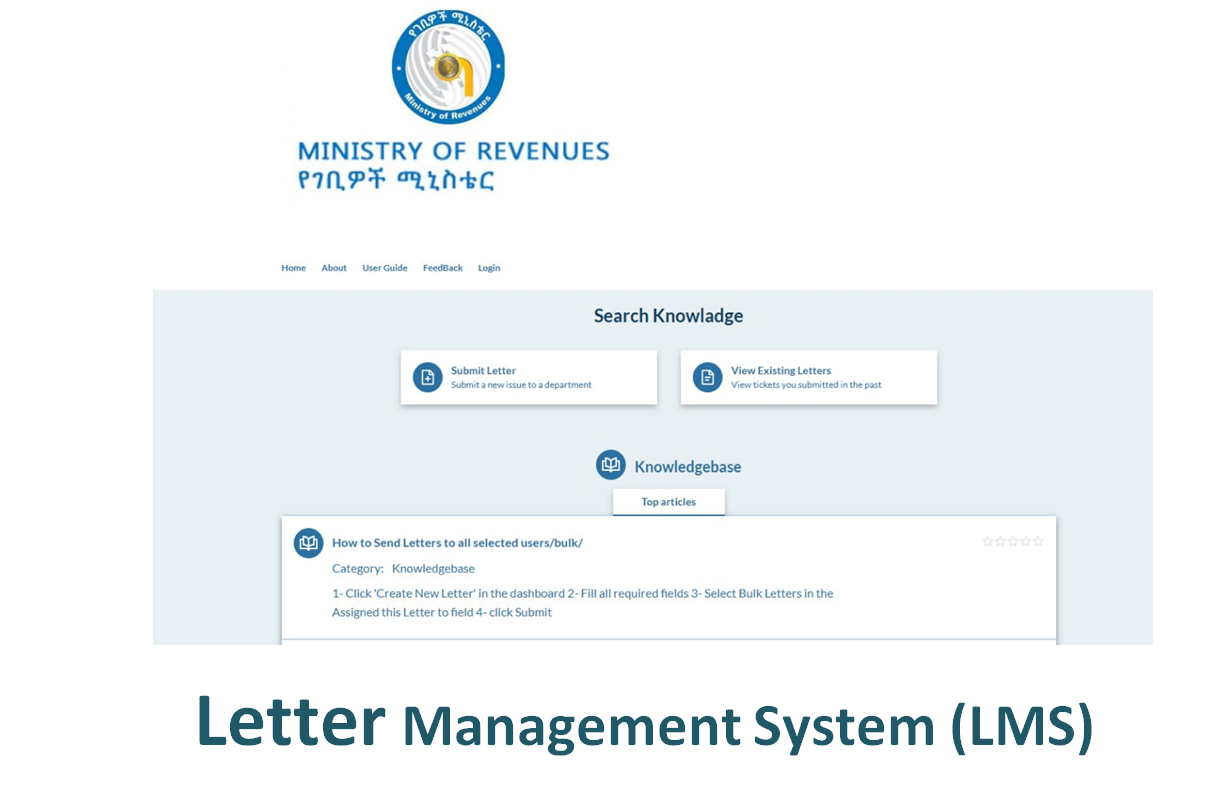 የገቢዎች ሚኒስቴር
Ministry of Revenues
MINISTRY OF REVENUES
የገቢዎች ሚኒስቴር
Home About User Guide FeedBack Login
Search Knowladge
Submit Letter
Submit a new issue to a department
View Existing Letters
View tickets you submitted in the past
Knowledgebase
Top articles
How to Send Letters to all selected users/bulk/
Category: Knowledgebase
1- Click 'Create New Letter' in the dashboard 2- Fill all required fields 3- Select Bulk Letters in the
Assigned this Letter to field 4- click Submit
Letter Management System (LMS)